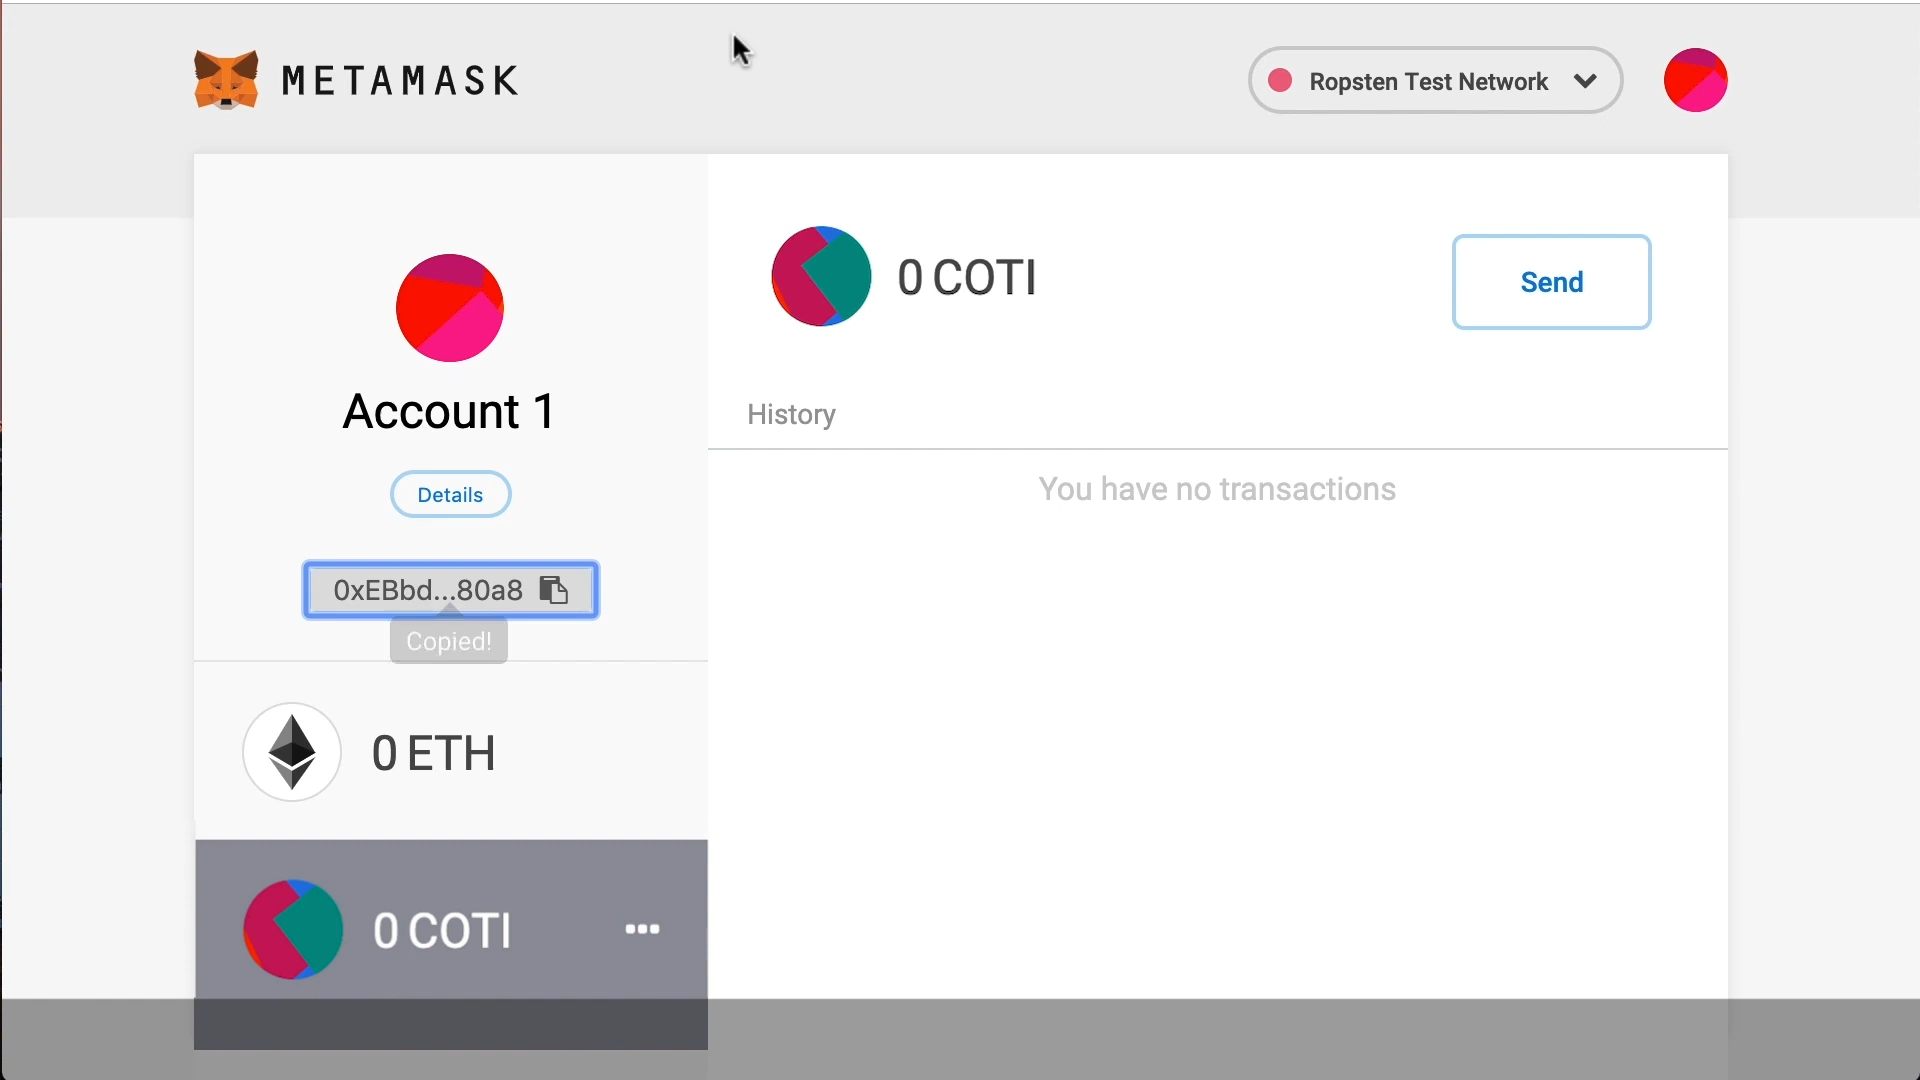 METAMASK
Ropsten Test Network
Account 1
Details
0xEBbd...80a8
Copied!
0 ETH
0 COTI
0 COTI
Send
History
You have no transactions